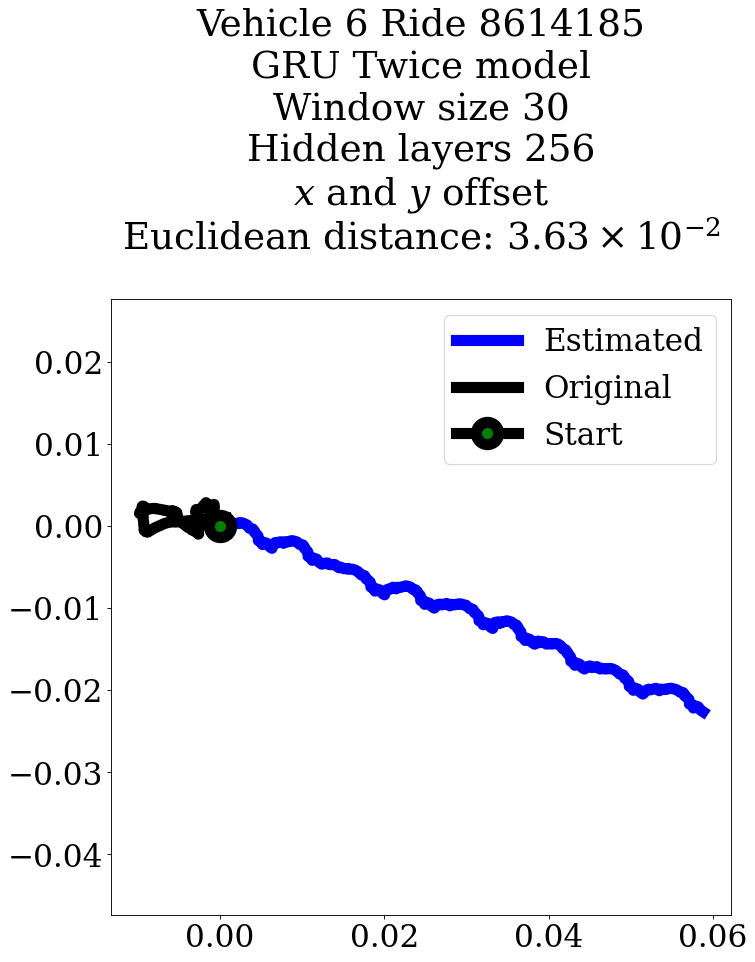 Vehicle 6 Ride 8614185
GRU Twice model
Window size 30
Hidden layers 256
x and y offset
Euclidean distance: 3.63 × 10⁻²
Estimated
Original
Start
0.02
0.01
0.00
−0.01
−0.02
−0.03
−0.04
0.00 0.02 0.04 0.06